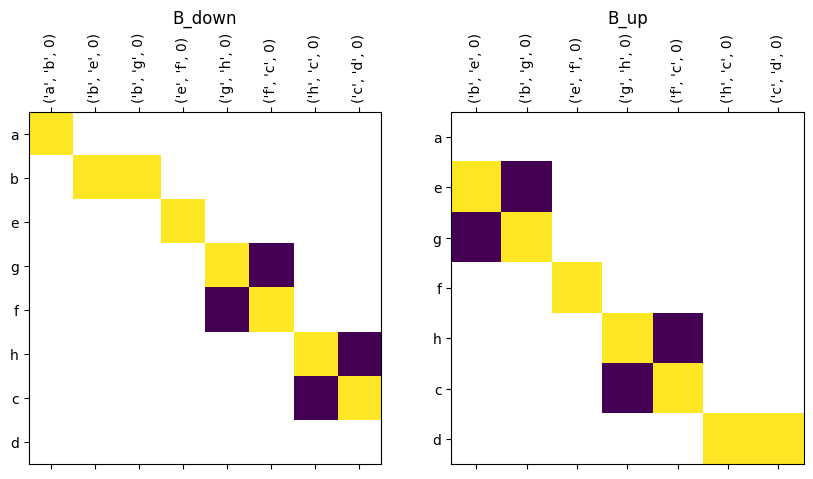 B_down
('a', 'b', 0)
('b', 'e', 0)
('b', 'g', 0)
('e', 'f', 0)
('g', 'h', 0)
('f', 'c', 0)
('h', 'c', 0)
('c', 'd', 0)
a
b
e
g
f
h
c
d
B_up
('b', 'e', 0)
('b', 'g', 0)
('e', 'f', 0)
('g', 'h', 0)
('f', 'c', 0)
('h', 'c', 0)
('c', 'd', 0)
a
e
g
f
h
c
d